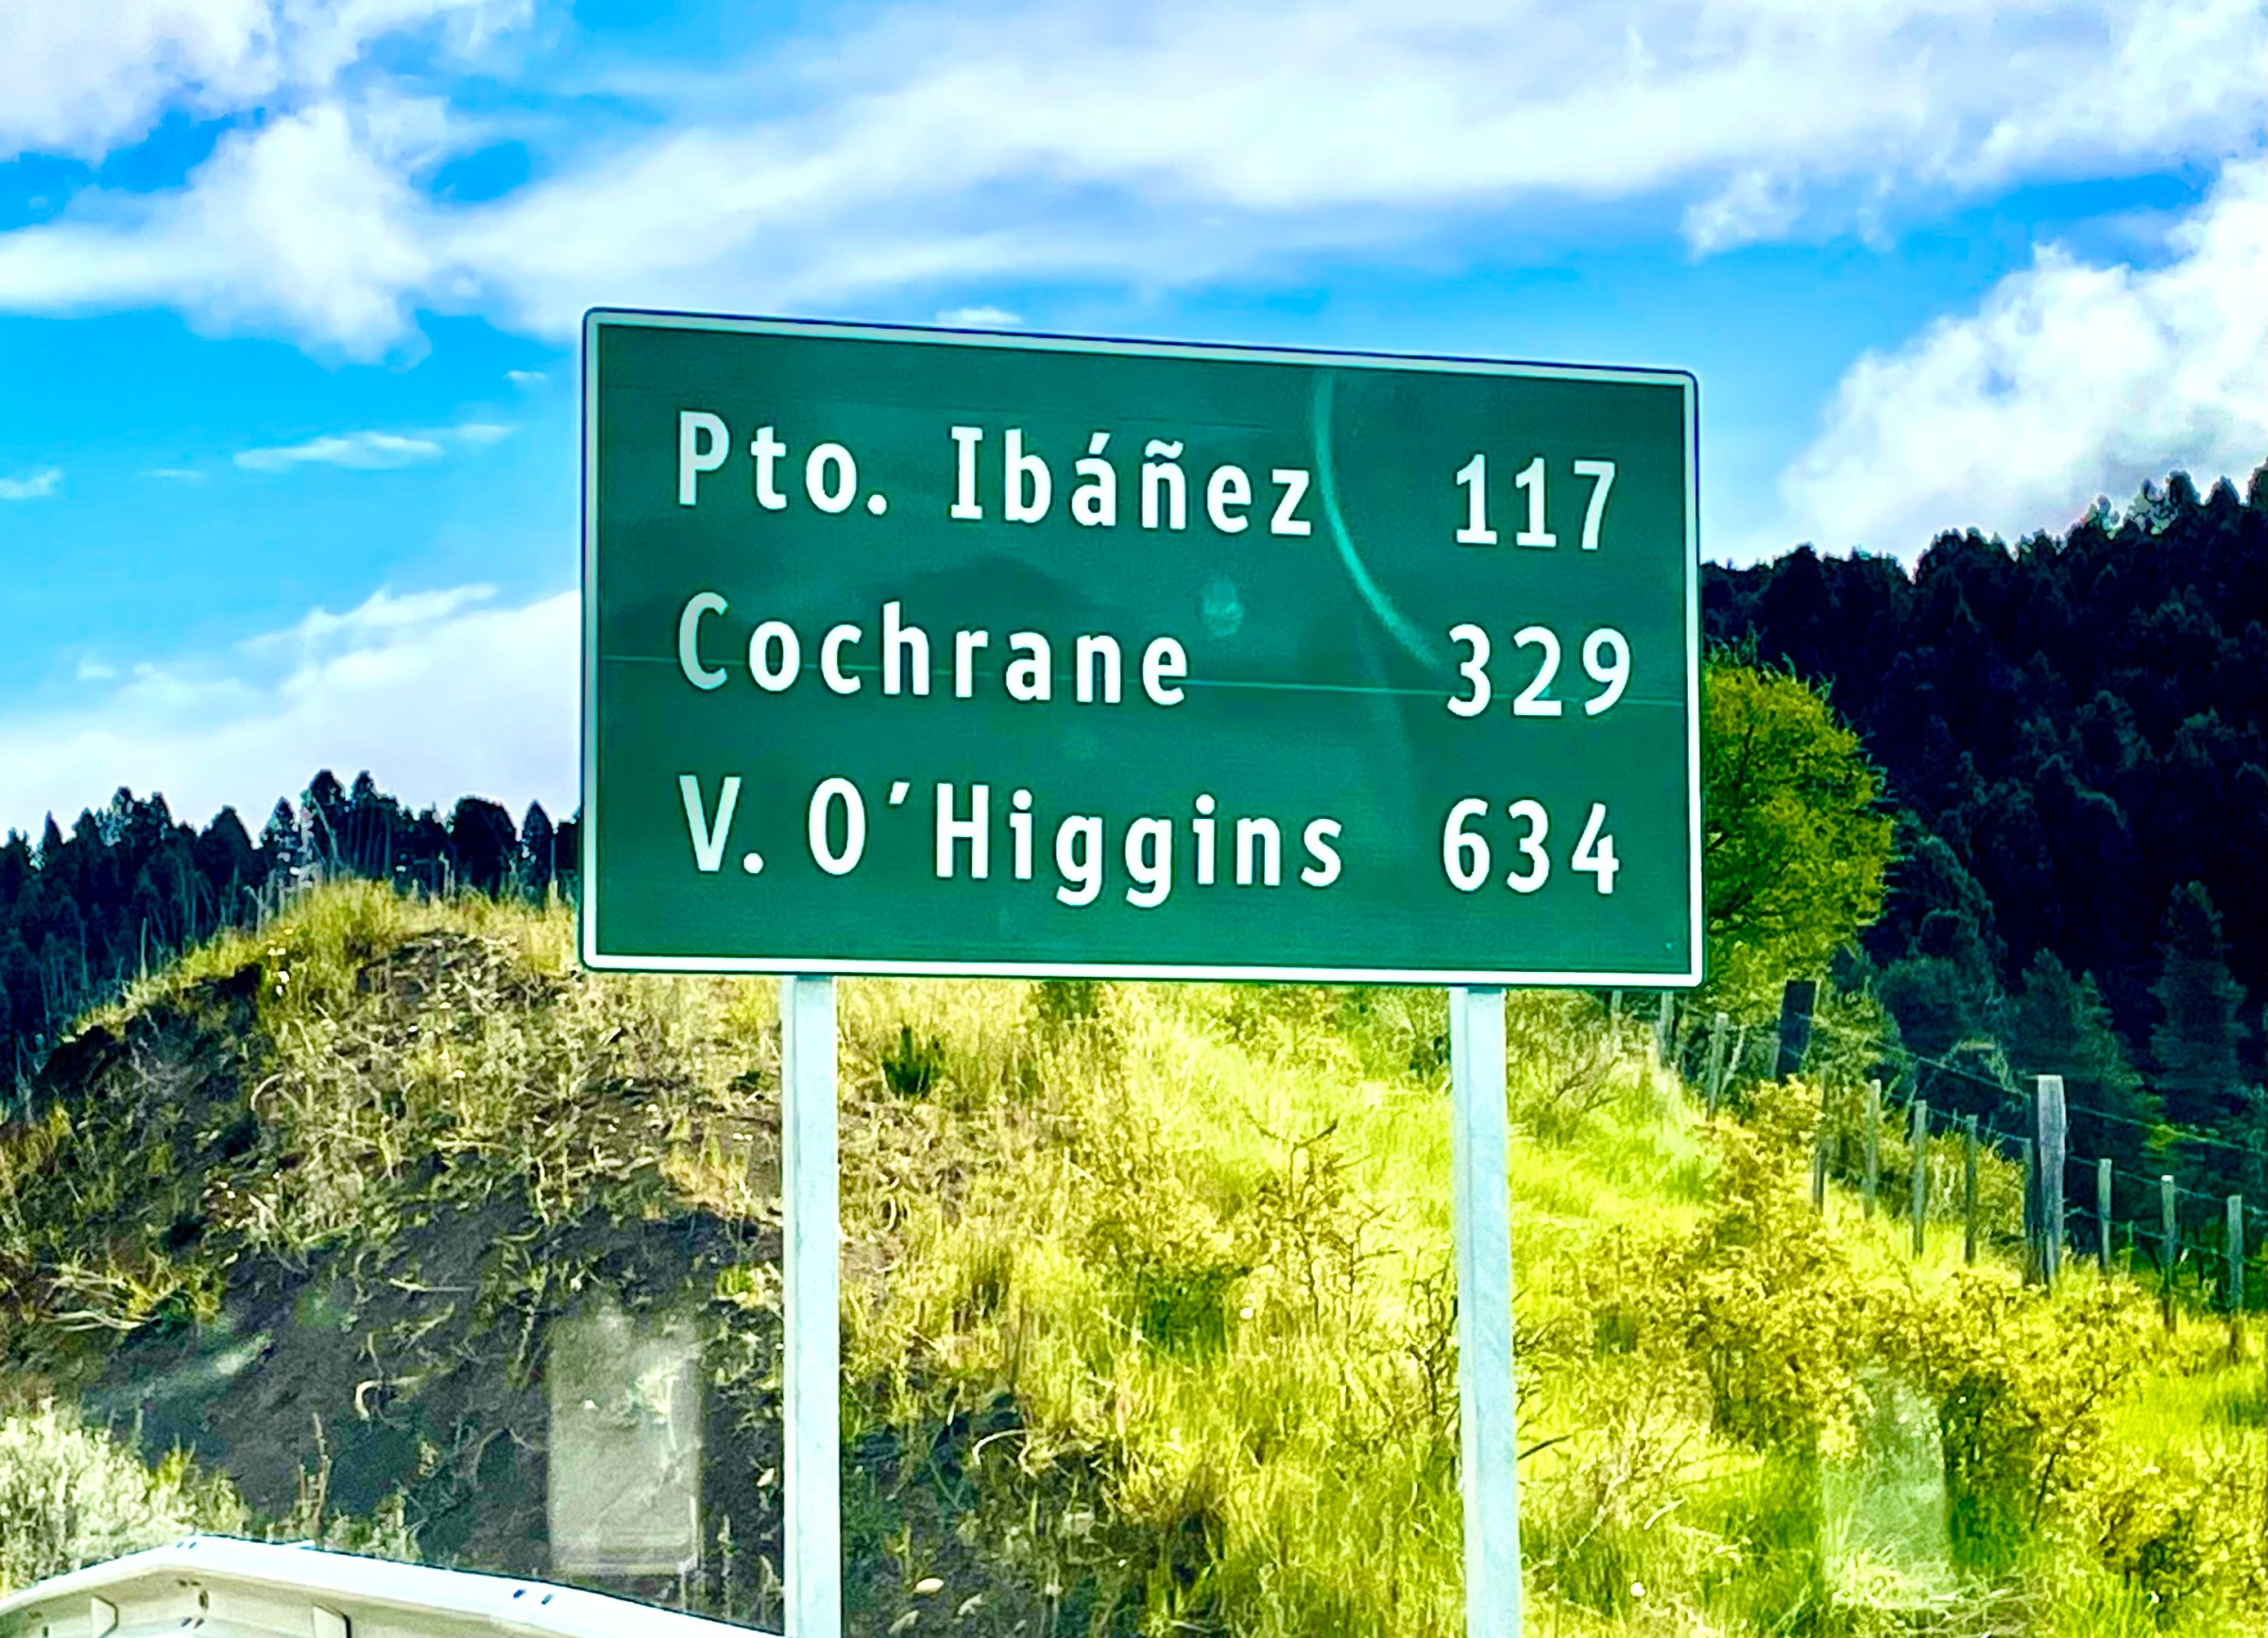 Pto. Ibáñez 117
Cochrane 329
V. O´Higgins 634